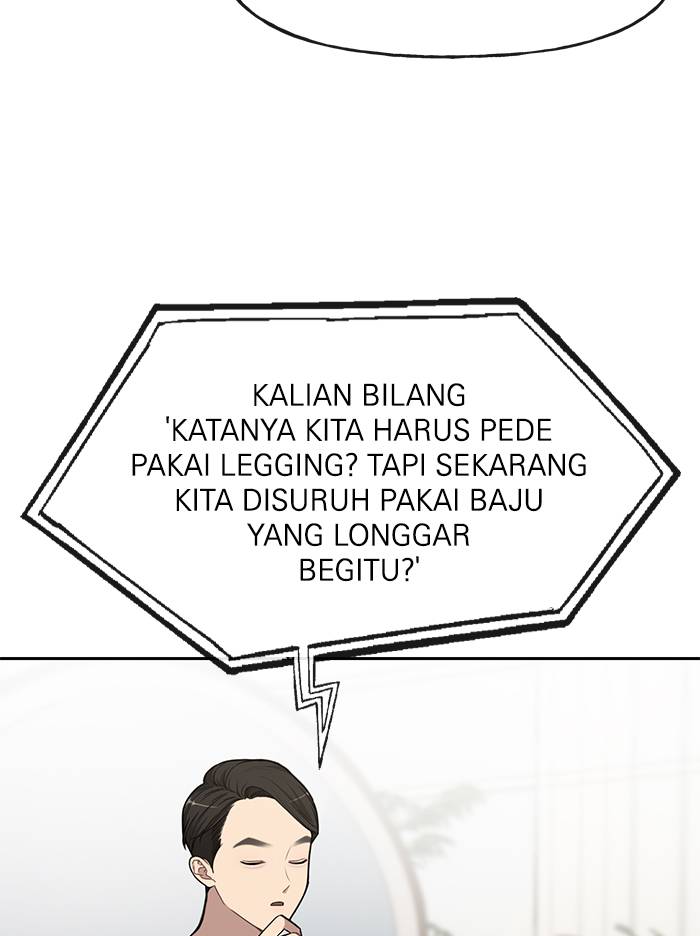 KALIAN BILANG
'KATANYA KITA HARUS PEDE
PAKAI LEGGING? TAPI SEKARANG
KITA DISURUH PAKAI BAJU
YANG LONGGAR
BEGITU?'